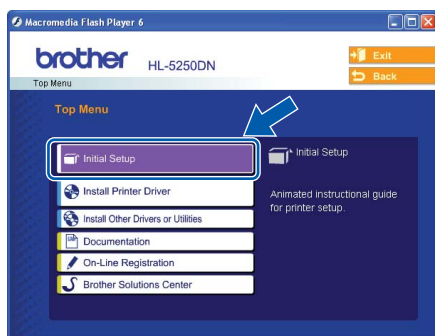 Macromedia Flash Player 6
brother HL-5250DN
Exit
Back
Top Menu
Top Menu
Initial Setup
Install Printer Driver
Install Other Drivers or Utilities
Documentation
On-Line Registration
Brother Solutions Center
Initial Setup
Animated instructional guide
for printer setup.